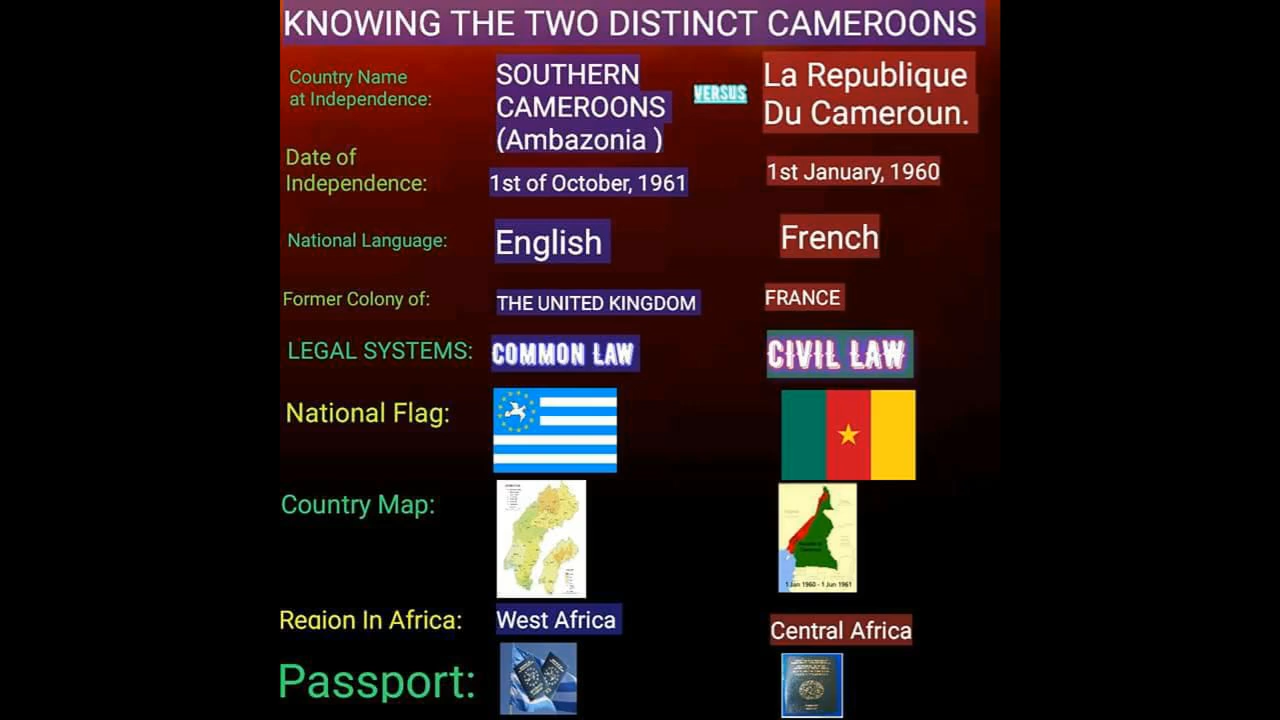 KNOWING THE TWO DISTINCT CAMEROONS
Country Name
at Independence:
SOUTHERN
CAMEROONS
(Ambazonia )
VERSUS
La Republique
Du Cameroun.
Date of
Independence:
1st of October, 1961
1st January, 1960
National Language:
English
French
Former Colony of:
THE UNITED KINGDOM
FRANCE
LEGAL SYSTEMS:
COMMON LAW
CIVIL LAW
National Flag:
Country Map:
1 Jan 1960 - 1 Jun 1961
Region In Africa:
West Africa
Central Africa
Passport: